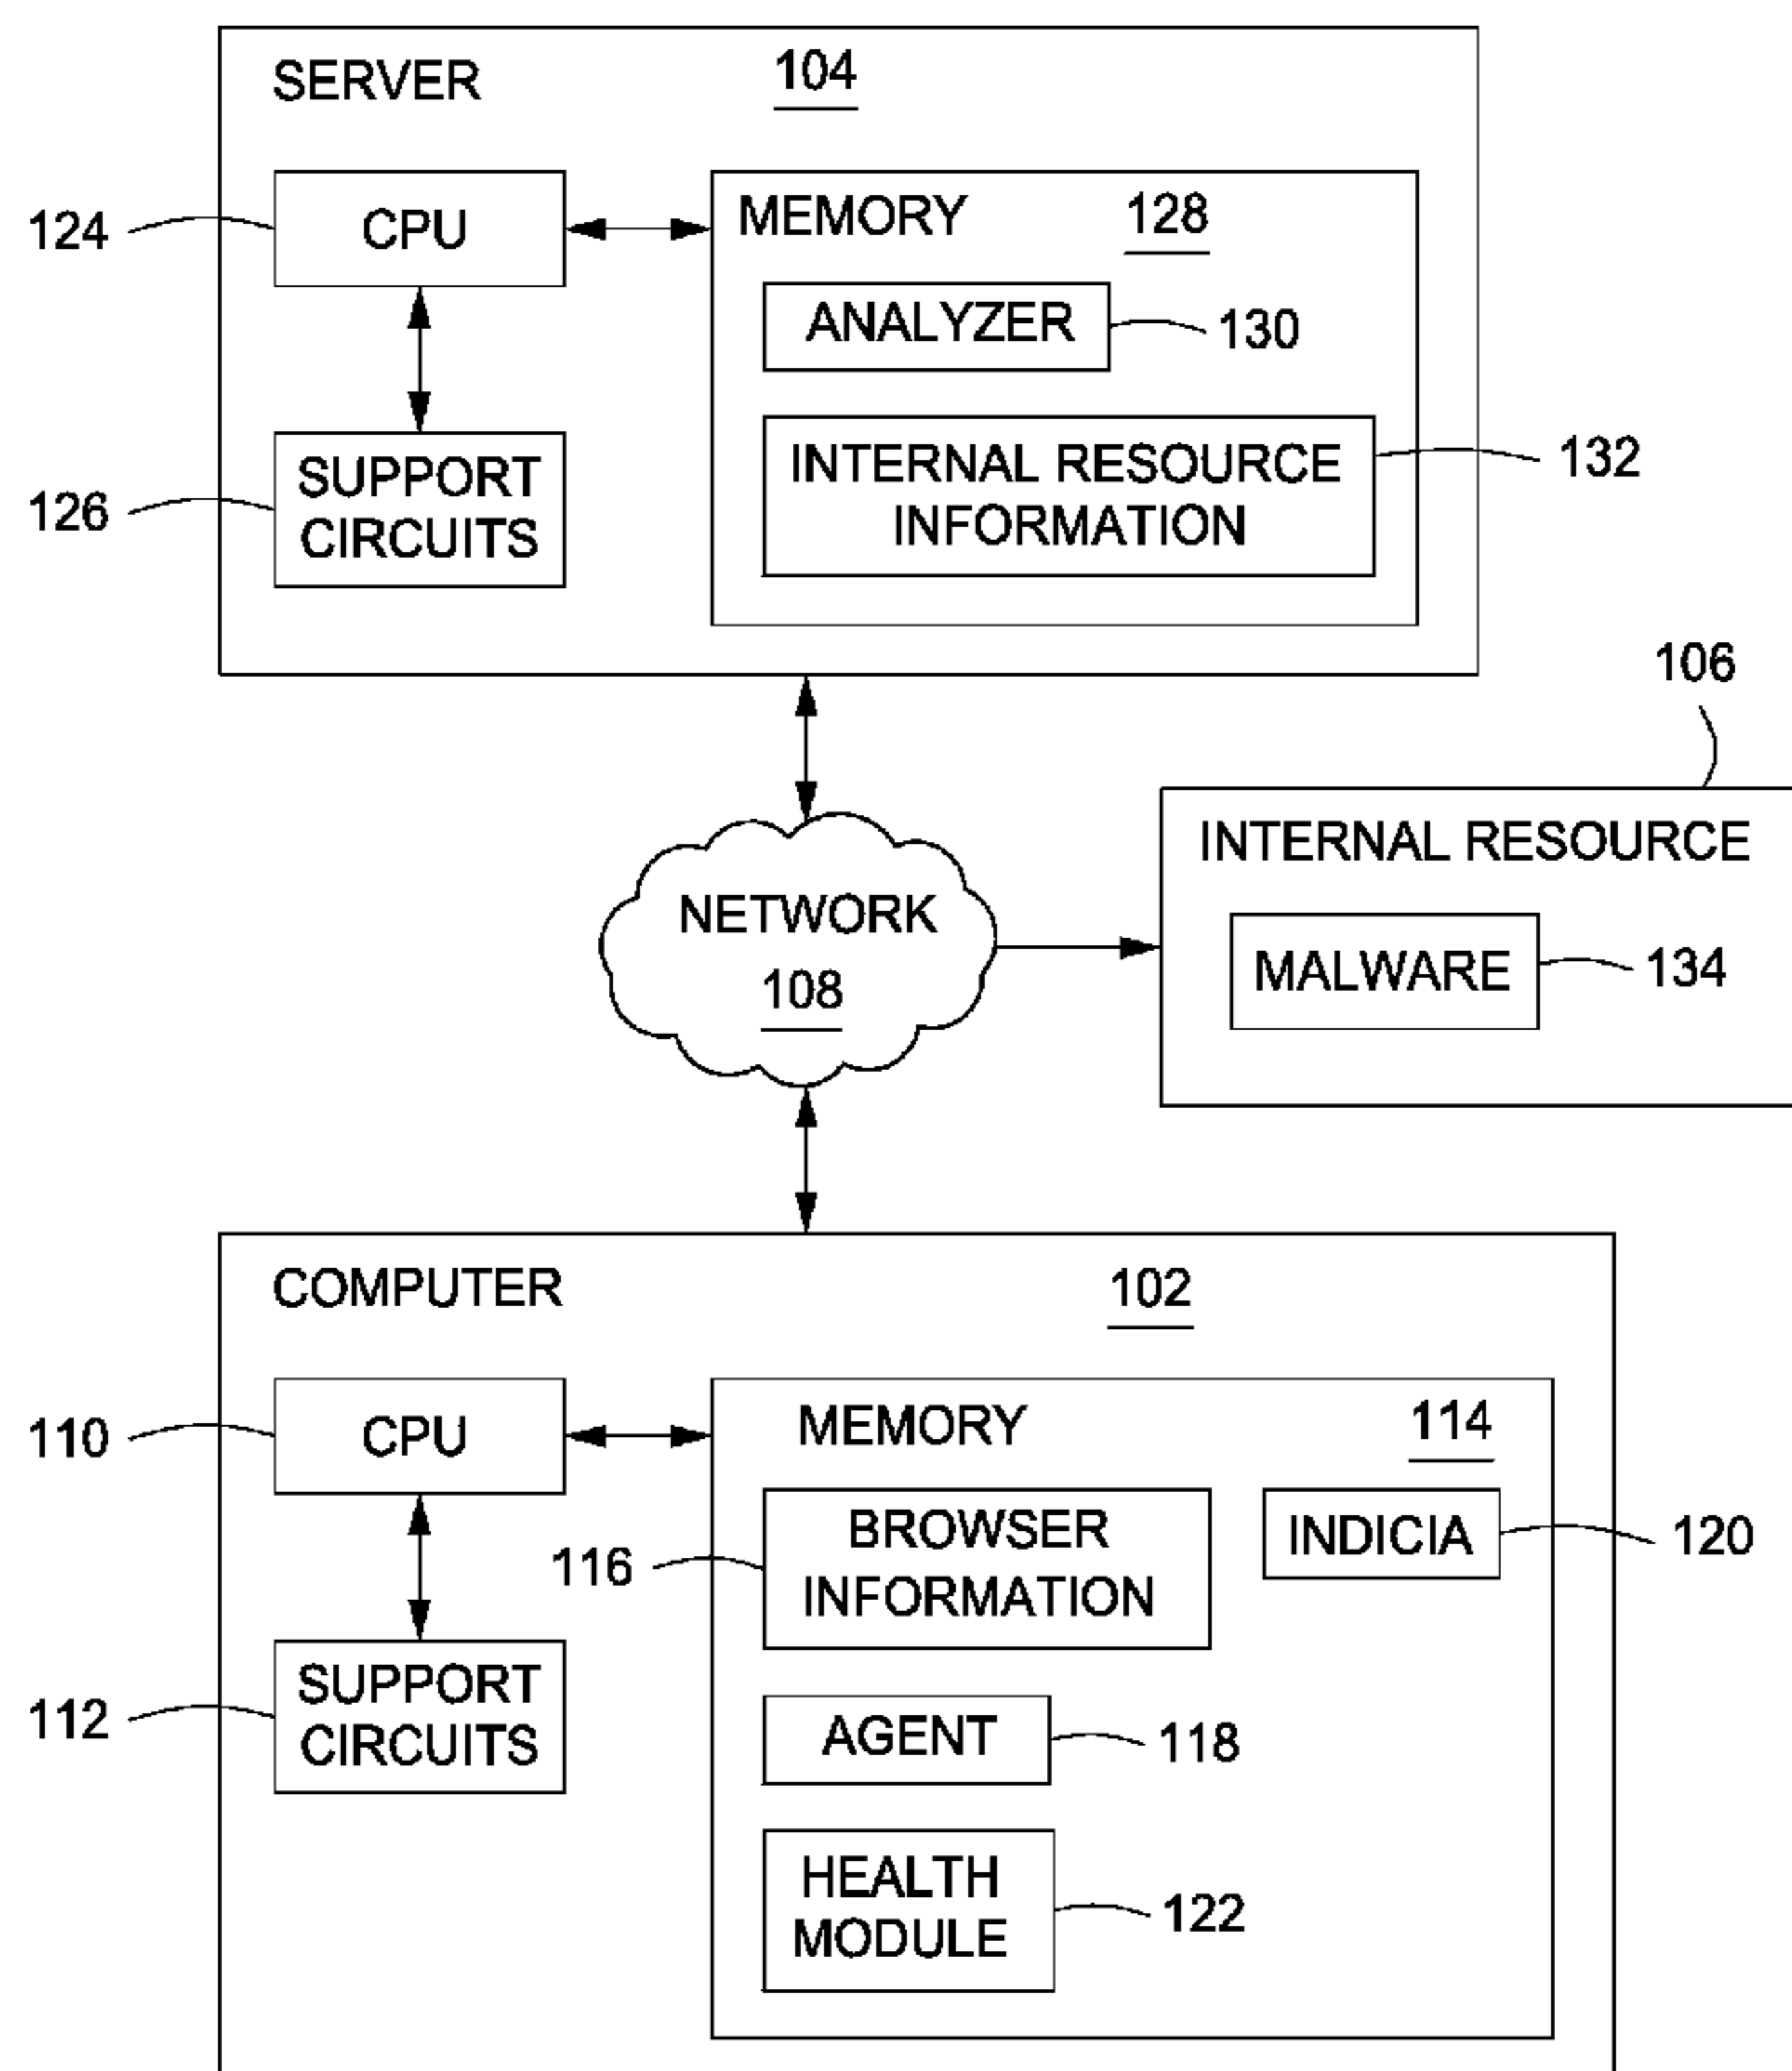 SERVER 104
124 CPU
MEMORY 128
ANALYZER 130
126 SUPPORT
CIRCUITS
INTERNAL RESOURCE
INFORMATION
132
106
INTERNAL RESOURCE
MALWARE 134
NETWORK
108
COMPUTER 102
110 CPU
MEMORY 114
116 BROWSER
INFORMATION
INDICIA 120
112 SUPPORT
CIRCUITS
AGENT 118
HEALTH
MODULE
122